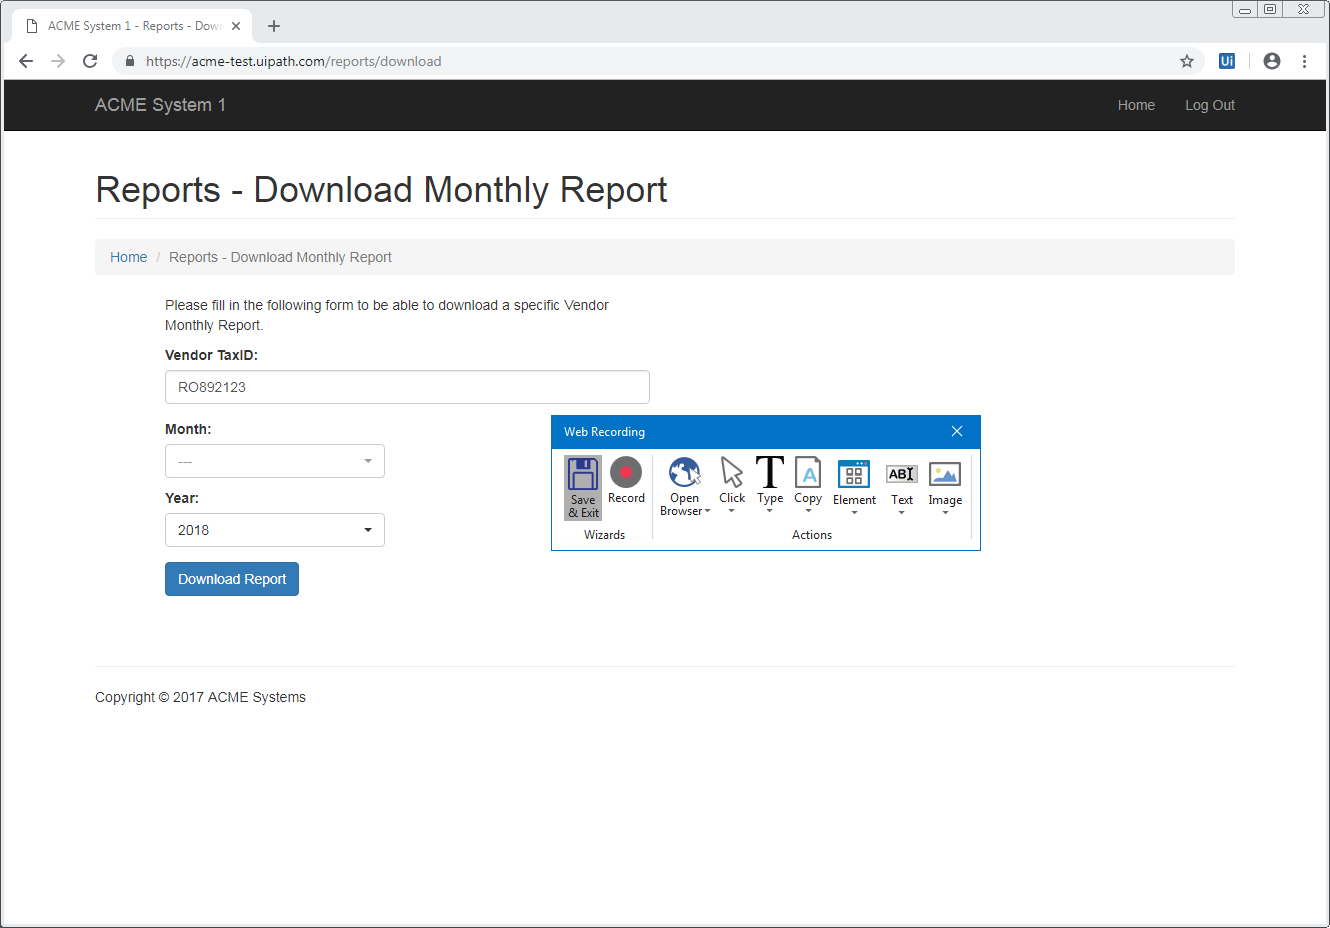 ACME System 1 - Reports - Dow
https://acme-test.uipath.com/reports/download
Ui
ACME System 1
Home
Log Out
Reports - Download Monthly Report
Home / Reports - Download Monthly Report
Please fill in the following form to be able to download a specific Vendor
Monthly Report.
Vendor TaxID:
RO892123
Month:
---
Year:
2018
Download Report
Web Recording
Save
& Exit
Record
Open
Browser
Click
Type
Copy
Element
Text
Image
T
A
AB
Wizards
Actions
Copyright © 2017 ACME Systems